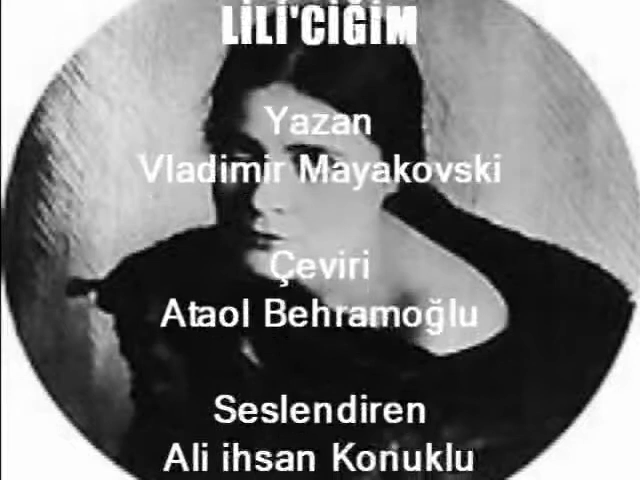 LİLİ'CİĞİM
Yazan
Vladimir Mayakovski
Çeviri
Ataol Behramoğlu
Seslendiren
Ali ihsan Konuklu